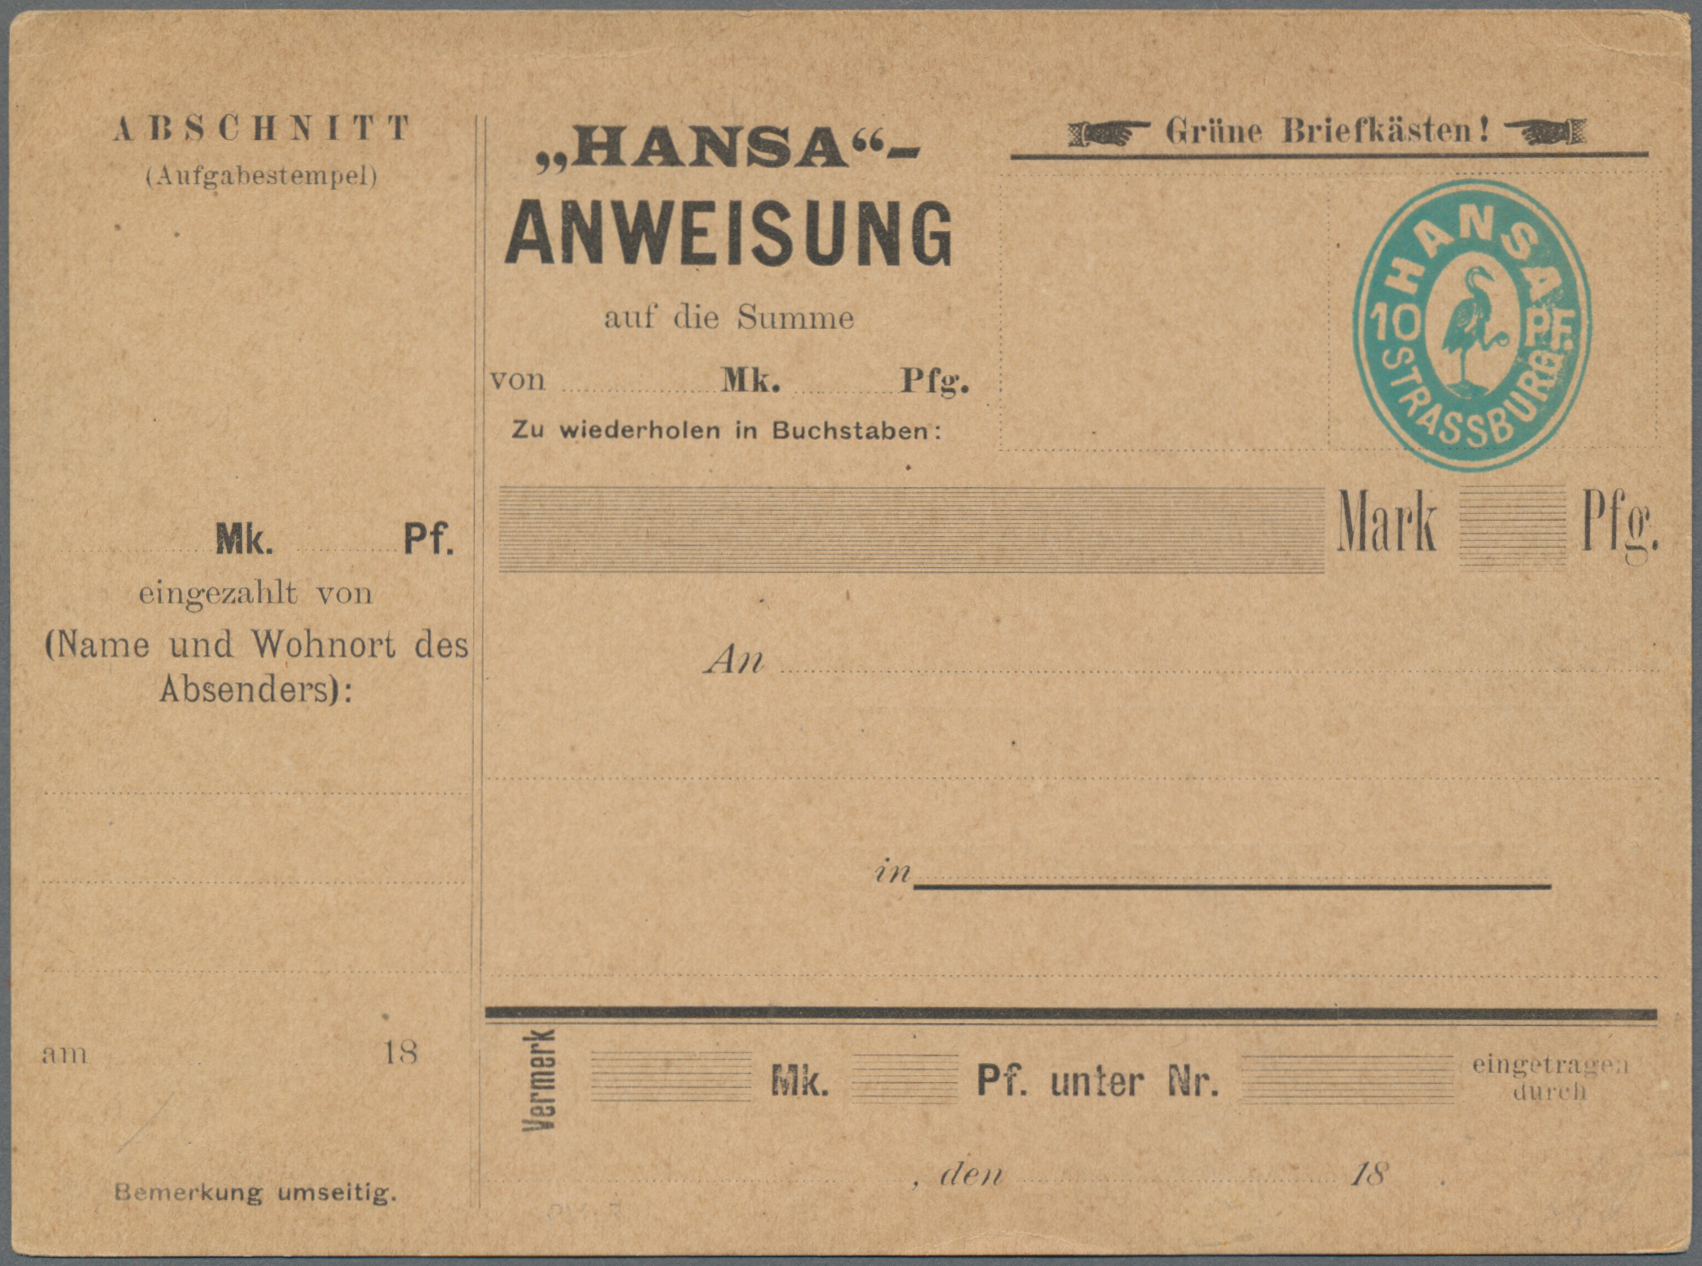 ABSCHNITT
(Aufgabestempel)
Mk. Pf.
eingezahlt von
(Name und Wohnort des
Absenders):
am 18
Bemerkung umseitig.
„HANSA“-
ANWEISUNG
auf die Summe
von Mk. Pfg.
Zu wiederholen in Buchstaben:
Grüne Briefkästen!
HANSA
10 PF.
STRASSBURG
Mark Pfg.
An
in
Vermerk
Mk. Pf. unter Nr. eingetragen
durch
, den 18 .